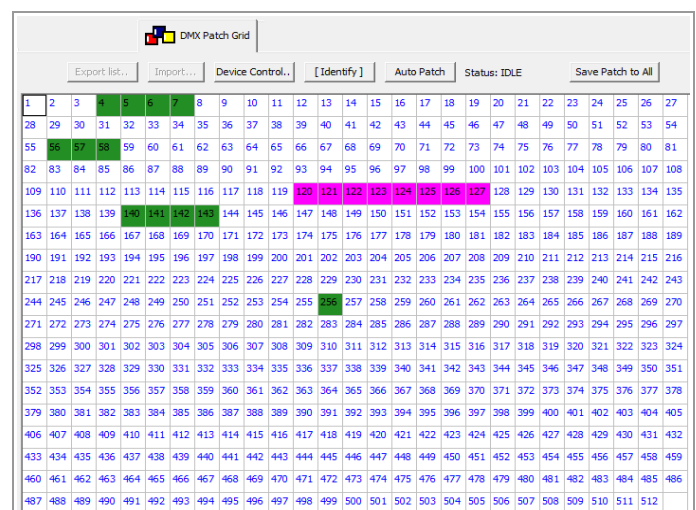 DMX Patch Grid
Export list.. Import... Device Control.. [ Identify ] Auto Patch Status: IDLE Save Patch to All
1 2 3 4 5 6 7 8 9 10 11 12 13 14 15 16 17 18 19 20 21 22 23 24 25 26 27
28 29 30 31 32 33 34 35 36 37 38 39 40 41 42 43 44 45 46 47 48 49 50 51 52 53 54
55 56 57 58 59 60 61 62 63 64 65 66 67 68 69 70 71 72 73 74 75 76 77 78 79 80 81
82 83 84 85 86 87 88 89 90 91 92 93 94 95 96 97 98 99 100 101 102 103 104 105 106 107 108
109 110 111 112 113 114 115 116 117 118 119 120 121 122 123 124 125 126 127 128 129 130 131 132 133 134 135
136 137 138 139 140 141 142 143 144 145 146 147 148 149 150 151 152 153 154 155 156 157 158 159 160 161 162
163 164 165 166 167 168 169 170 171 172 173 174 175 176 177 178 179 180 181 182 183 184 185 186 187 188 189
190 191 192 193 194 195 196 197 198 199 200 201 202 203 204 205 206 207 208 209 210 211 212 213 214 215 216
217 218 219 220 221 222 223 224 225 226 227 228 229 230 231 232 233 234 235 236 237 238 239 240 241 242 243
244 245 246 247 248 249 250 251 252 253 254 255 256 257 258 259 260 261 262 263 264 265 266 267 268 269 270
271 272 273 274 275 276 277 278 279 280 281 282 283 284 285 286 287 288 289 290 291 292 293 294 295 296 297
298 299 300 301 302 303 304 305 306 307 308 309 310 311 312 313 314 315 316 317 318 319 320 321 322 323 324
325 326 327 328 329 330 331 332 333 334 335 336 337 338 339 340 341 342 343 344 345 346 347 348 349 350 351
352 353 354 355 356 357 358 359 360 361 362 363 364 365 366 367 368 369 370 371 372 373 374 375 376 377 378
379 380 381 382 383 384 385 386 387 388 389 390 391 392 393 394 395 396 397 398 399 400 401 402 403 404 405
406 407 408 409 410 411 412 413 414 415 416 417 418 419 420 421 422 423 424 425 426 427 428 429 430 431 432
433 434 435 436 437 438 439 440 441 442 443 444 445 446 447 448 449 450 451 452 453 454 455 456 457 458 459
460 461 462 463 464 465 466 467 468 469 470 471 472 473 474 475 476 477 478 479 480 481 482 483 484 485 486
487 488 489 490 491 492 493 494 495 496 497 498 499 500 501 502 503 504 505 506 507 508 509 510 511 512